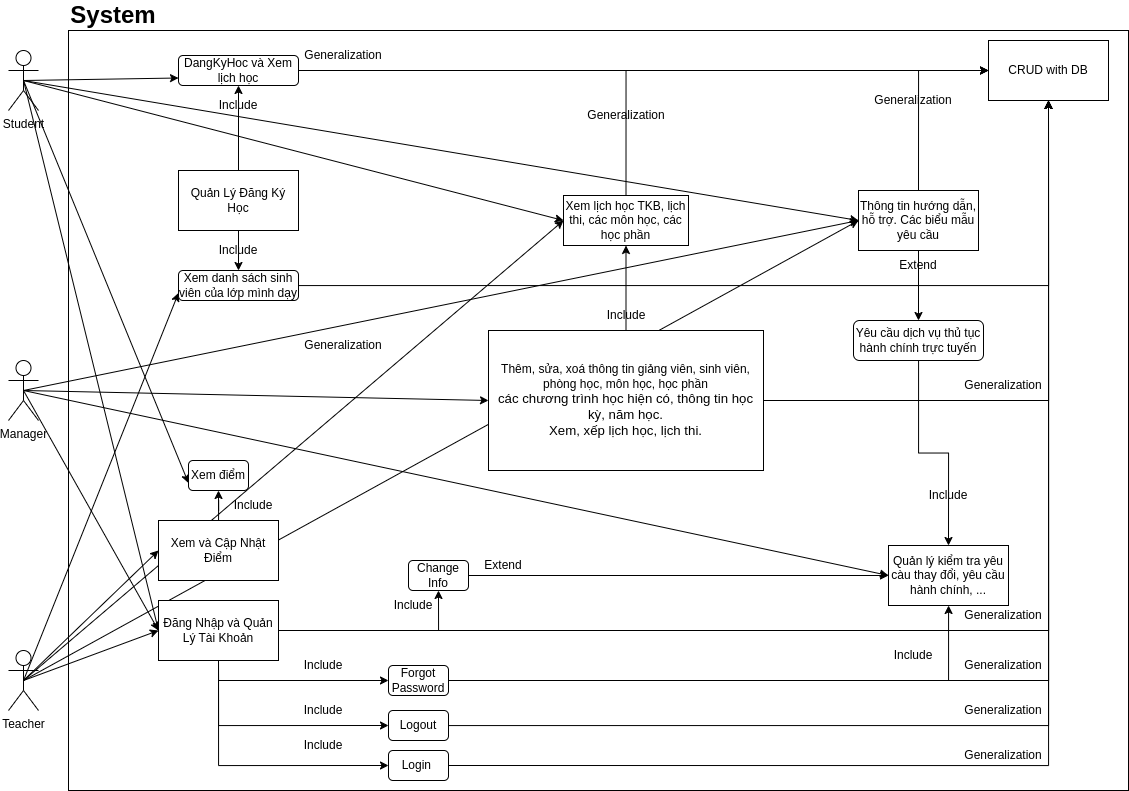 System
Student
DangKyHoc và Xem
lịch học
Generalization
CRUD with DB
Include
Generalization
Generalization
Quản Lý Đăng Ký
Học
Xem lịch học TKB, lịch
thi, các môn học, các
học phần
Thông tin hướng dẫn,
hỗ trợ. Các biểu mẫu
yêu cầu
Include
Extend
Xem danh sách sinh
viên của lớp mình dạy
Include
Generalization
Yêu cầu dịch vụ thủ tục
hành chính trực tuyến
Manager
Thêm, sửa, xoá thông tin giảng viên, sinh viên,
phòng học, môn học, học phần
các chương trình học hiện có, thông tin học
kỳ, năm học.
Xem, xếp lịch học, lịch thi.
Generalization
Xem điểm
Include
Include
Xem và Cập Nhật
Điểm
Change
Info
Extend
Quản lý kiểm tra yêu
cầu thay đổi, yêu cầu
hành chính, ...
Include
Generalization
Đăng Nhập và Quản
Lý Tài Khoản
Include
Teacher
Include
Forgot
Password
Generalization
Include
Logout
Generalization
Include
Login
Generalization